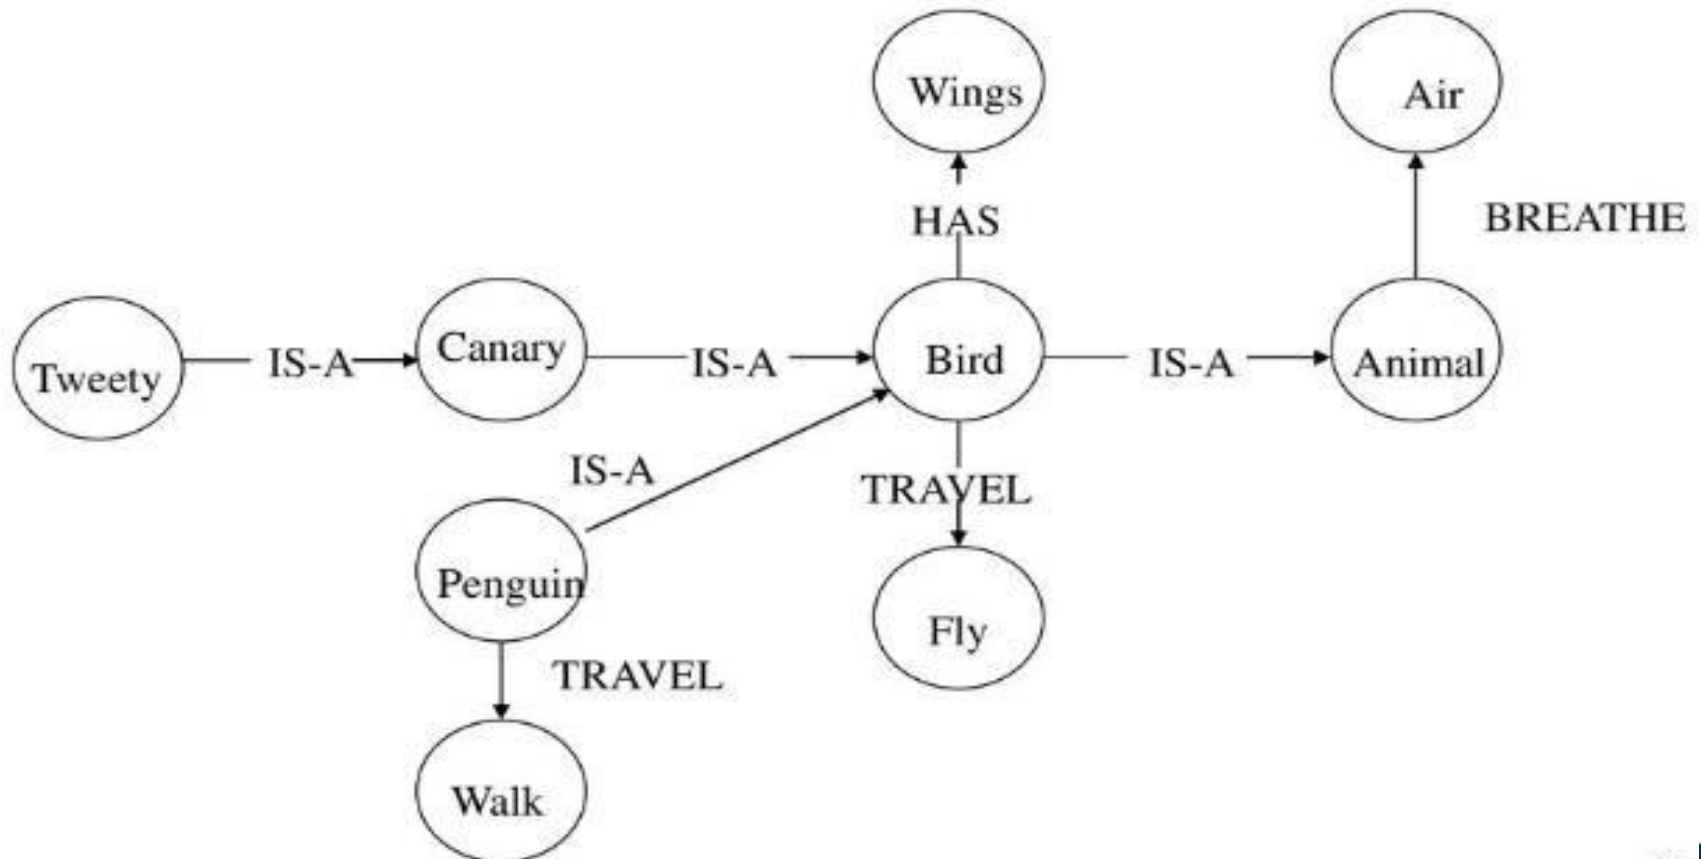 Wings
Air
HAS
BREATHE
Tweety
IS-A
Canary
IS-A
Bird
IS-A
Animal
IS-A
TRAVEL
Penguin
Fly
TRAVEL
Walk